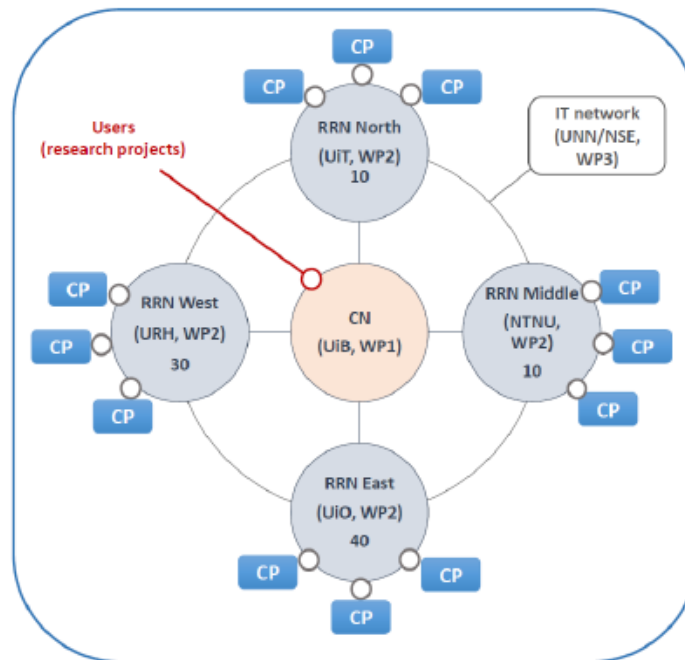 CP
CP
CP
Users
(research projects)
RRN North
(UiT, WP2)
10
IT network
(UNN/NSE,
WP3)
CP
CP
CP
RRN West
(URH, WP2)
30
CN
(UiB, WP1)
RRN Middle
(NTNU,
WP2)
10
CP
CP
CP
RRN East
(UiO, WP2)
40
CP
CP
CP